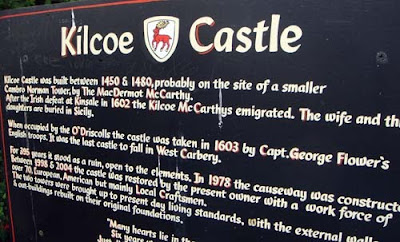 Kilcoe Castle
Kilcoe Castle was built between 1450 & 1480, probably on the site of a smaller
Cambro Norman Tower, by The MacDermot McCarthy.
After the Irish defeat at Kinsale in 1602 the Kilcoe McCarthys emigrated. The wife and
daughters are buried in Sicily.
When occupied by the O'Driscolls the castle was taken in 1603 by Capt. George Flower's
English troops. It was the last castle to fall in West Carbery.
For 365 years it stood as a ruin, open to the elements. In 1978 the causeway was constructe
Between 1998 & 2004 the castle was restored by the present owner with a work force of
over 70, European, American but mainly Local Craftsmen.
The two towers were brought up to present day living standards, with the external walls
& out-buildings rebuilt on their original foundations.
"Many hearts lie in the